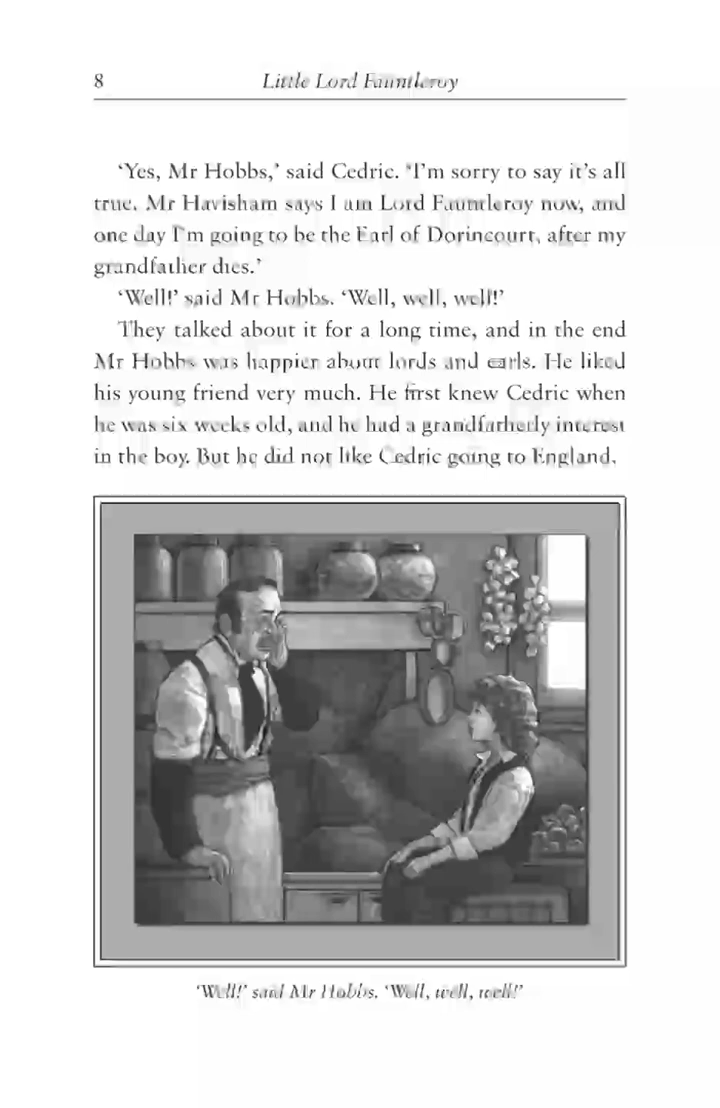 8
Little Lord Fauntleroy
‘Yes, Mr Hobbs,’ said Cedric. ‘I’m sorry to say it’s all
true. Mr Havisham says I am Lord Fauntleroy now, and
one day I’m going to be the Earl of Dorincourt, after my
grandfather dies.’
‘Well!’ said Mr Hobbs. ‘Well, well, well!’
They talked about it for a long time, and in the end
Mr Hobbs was happier about lords and earls. He liked
his young friend very much. He first knew Cedric when
he was six weeks old, and he had a grandfatherly interest
in the boy. But he did not like Cedric going to England.
‘Well!’ said Mr Hobbs. ‘Well, well, well!’